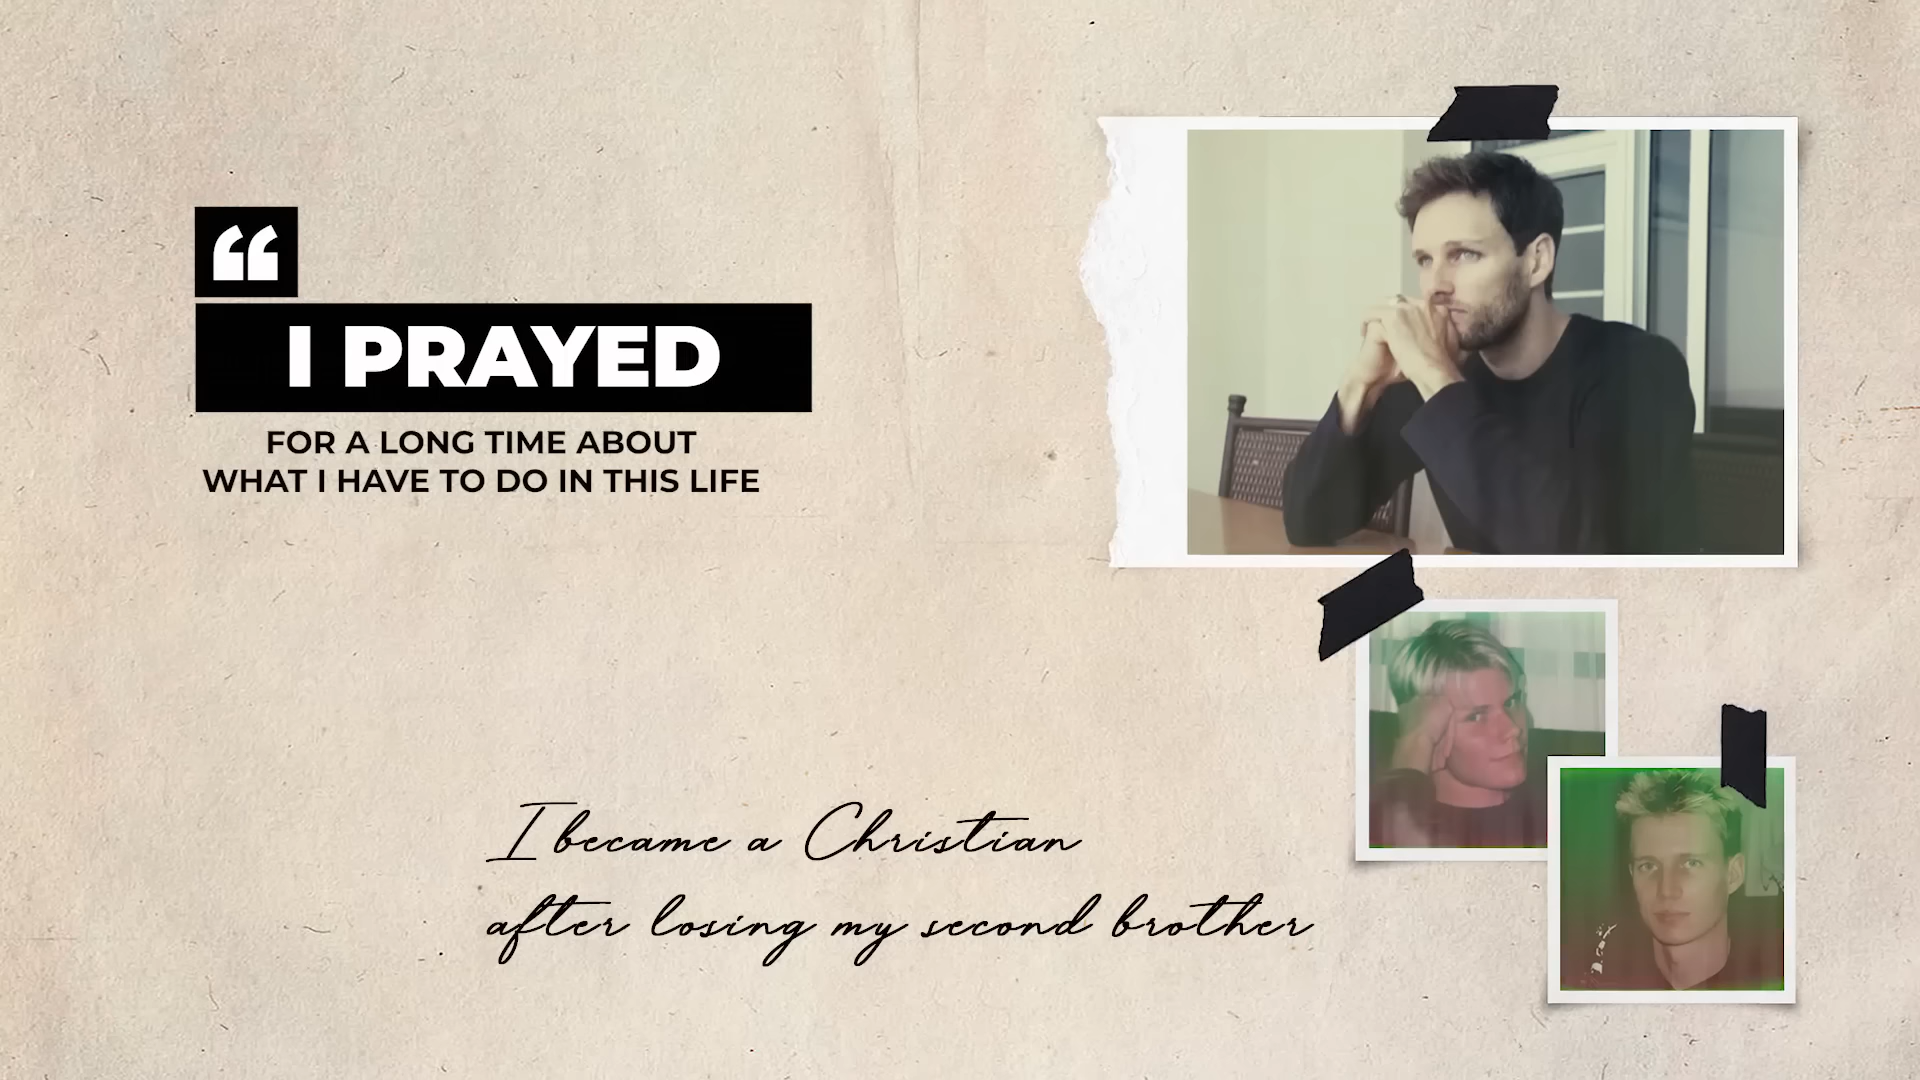 “
I PRAYED
FOR A LONG TIME ABOUT
WHAT I HAVE TO DO IN THIS LIFE
I became a Christian
after losing my second brother